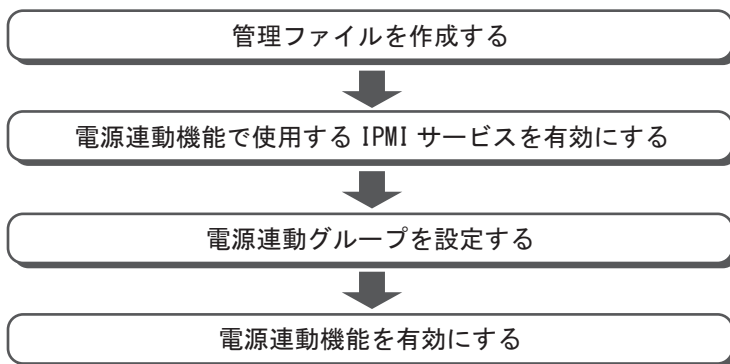 管理ファイルを作成する
電源連動機能で使用する IPMI サービスを有効にする
電源連動グループを設定する
電源連動機能を有効にする